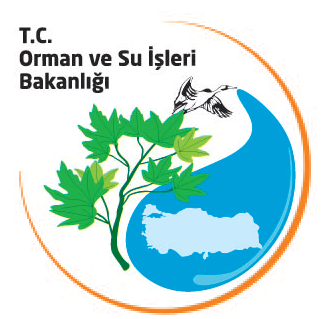 T.C.
Orman ve Su İşleri
Bakanlığı